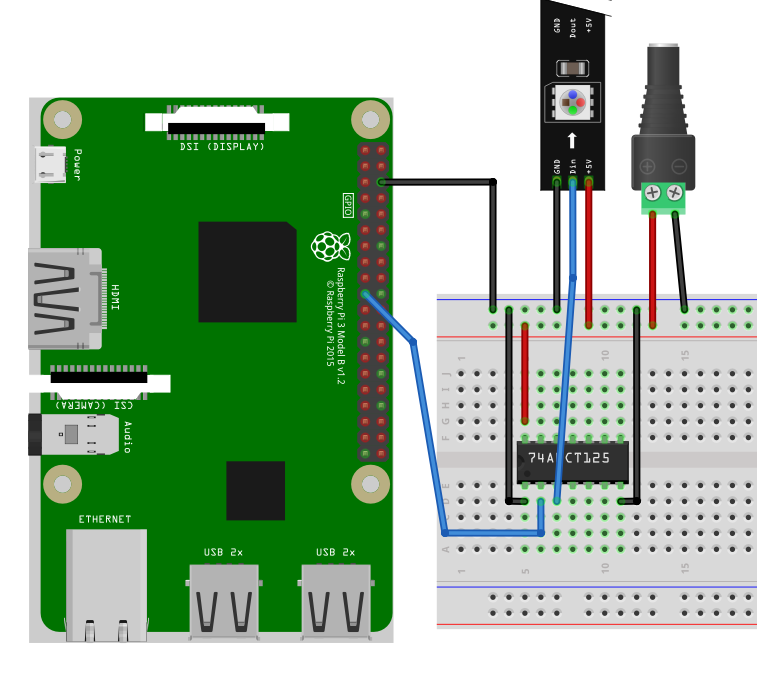 GND Dout +5V
GND Din +5V
DSI (DISPLAY)
Power
GPIO
Raspberry Pi 3 Model B v1.2
© Raspberry Pi 2015
HDMI
CSI (CAMERA)
Audio
ETHERNET
USB 2x
USB 2x
+ −
1 10 15
J
I
H
G
F
74AHCT125
E
D
C
A
1 5 10 15